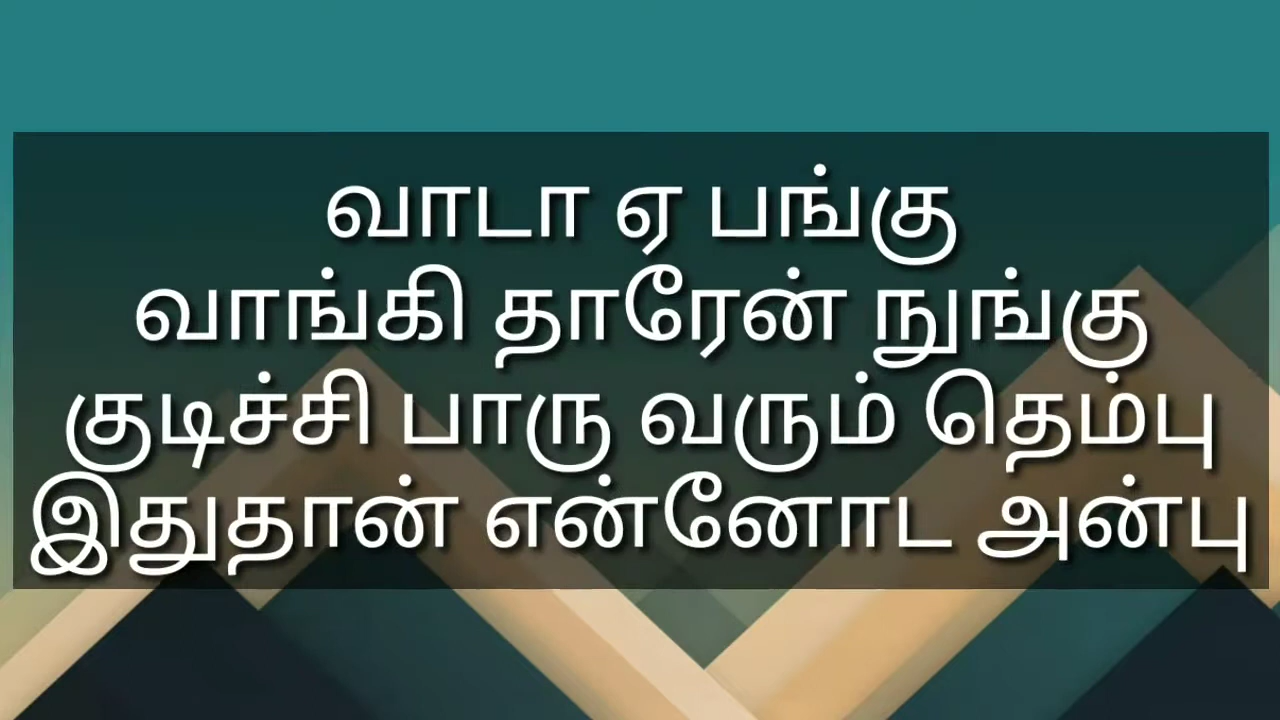 வாடா ஏ பங்கு
வாங்கி தாரேன் நுங்கு
குடிச்சி பாரு வரும் தெம்பு
இதுதான் என்னோட அன்பு